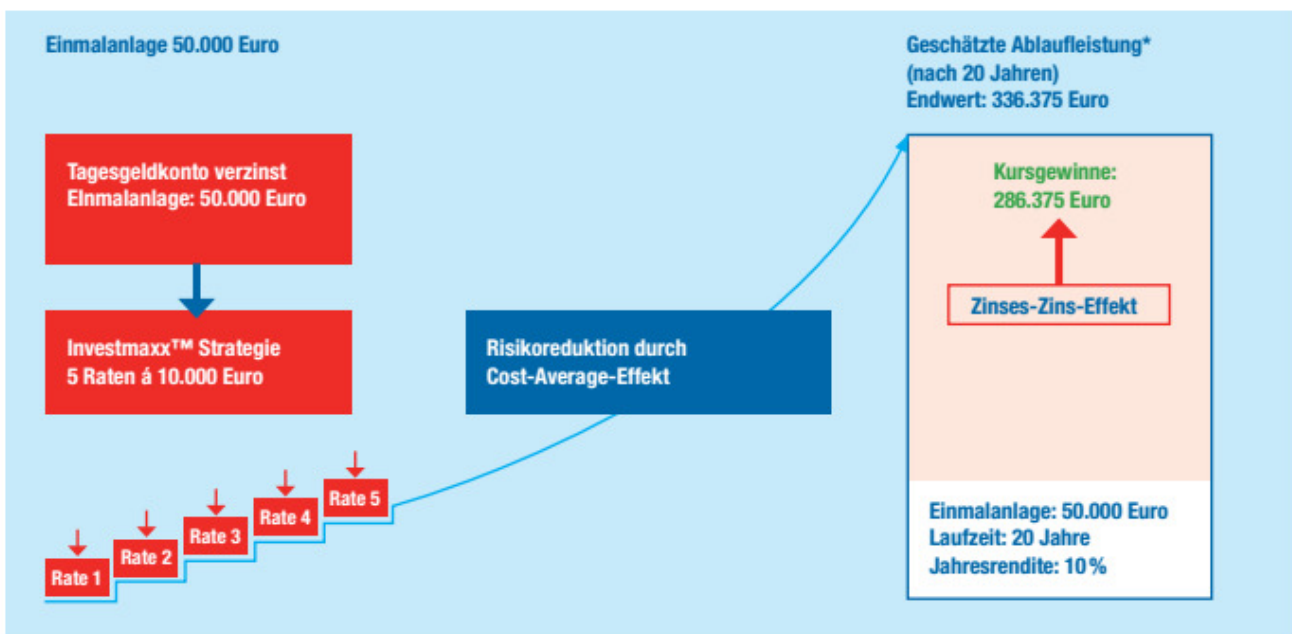 Einmalanlage 50.000 Euro
Geschätzte Ablaufleistung*
(nach 20 Jahren)
Endwert: 336.375 Euro
Tagesgeldkonto verzinst
EInmalanlage: 50.000 Euro
Investmaxx™ Strategie
5 Raten á 10.000 Euro
Risikoreduktion durch
Cost-Average-Effekt
Kursgewinne:
286.375 Euro
Zinses-Zins-Effekt
Rate 1
Rate 2
Rate 3
Rate 4
Rate 5
Einmalanlage: 50.000 Euro
Laufzeit: 20 Jahre
Jahresrendite: 10 %